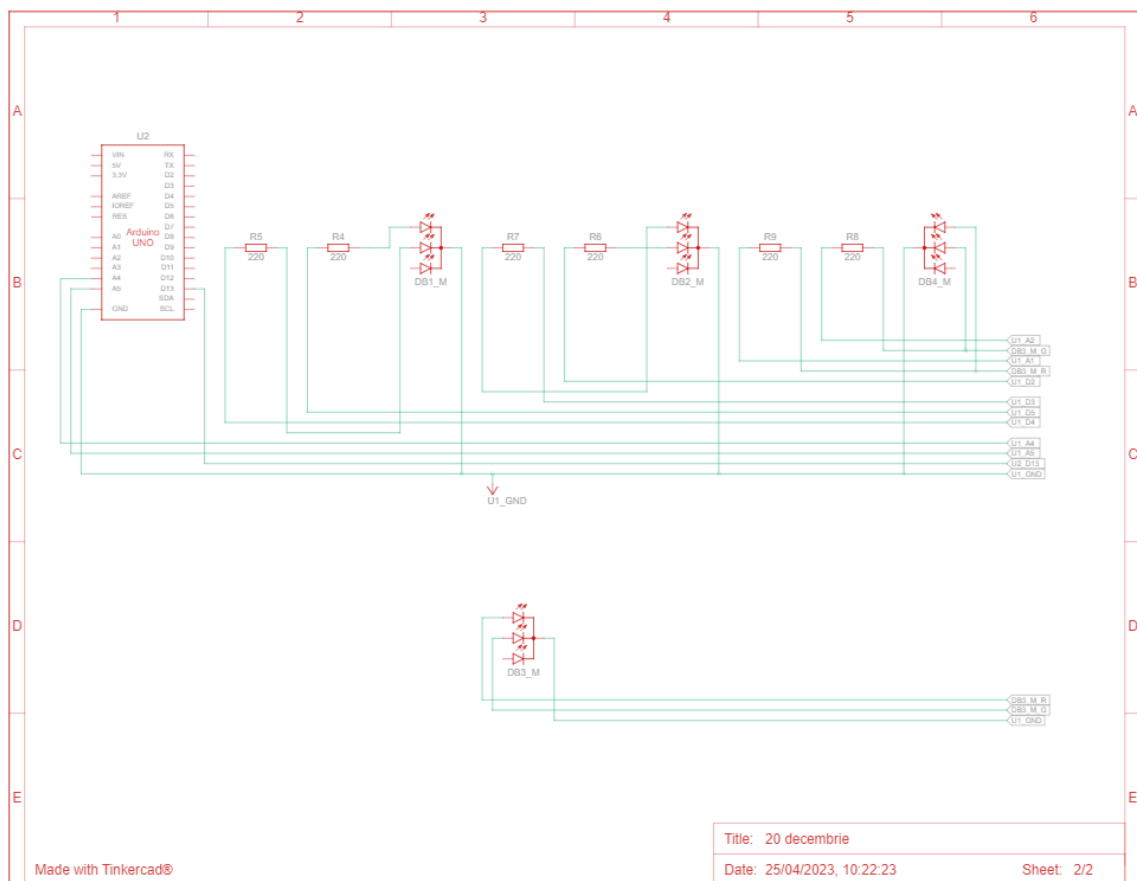 1 2 3 4 5 6
A A
U2
VIN RX
5V TX
3.3V D2
D3
AREF D4
IOREF D5
RES D6
D7
A0 D8
Arduino
UNO
A1 D9
A2 D10
A3 D11
A4 D12
A5 D13
SDA
GND SCL
R5 R4 R7 R6 R9 R8
220 220 220 220 220 220
B B
DB1_M DB2_M DB4_M
U1_A2
DB3_M_G
U1_A1
DB3_M_R
U1_D2
U1_D3
U1_D5
U1_D4
U1_A4
C C
U1_A5
U2_D13
U1_GND
U1_GND
D D
DB3_M
DB3_M_R
DB3_M_G
U1_GND
E E
Title: 20 decembrie
Made with Tinkercad®
Date: 25/04/2023, 10:22:23 Sheet: 2/2